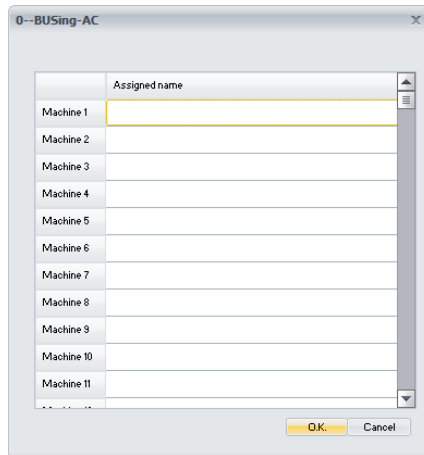 0--BUSing-AC x
Assigned name
Machine 1
Machine 2
Machine 3
Machine 4
Machine 5
Machine 6
Machine 7
Machine 8
Machine 9
Machine 10
Machine 11
O.K. Cancel